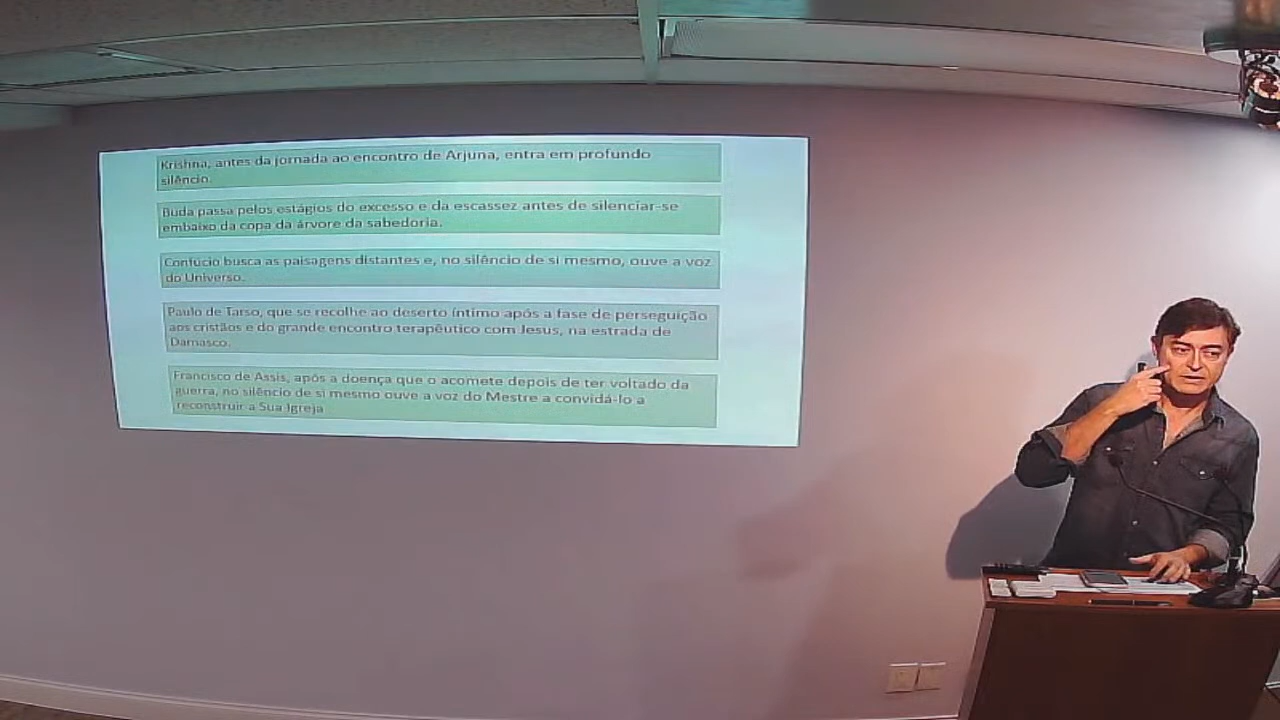 Krishna, antes da jornada ao encontro de Arjuna, entra em profundo
silêncio.
Buda passa pelos estágios do excesso e da escassez antes de silenciar-se
embaixo da copa da árvore da sabedoria.
Confúcio busca as paisagens distantes e, no silêncio de si mesmo, ouve a voz
do Universo.
Paulo de Tarso, que se recolhe ao deserto íntimo após a fase de perseguição
aos cristãos e do grande encontro terapêutico com Jesus, na estrada de
Damasco.
Francisco de Assis, após a doença que o acomete depois de ter voltado da
guerra, no silêncio de si mesmo ouve a voz do Mestre a convidá-lo a
reconstruir a Sua Igreja